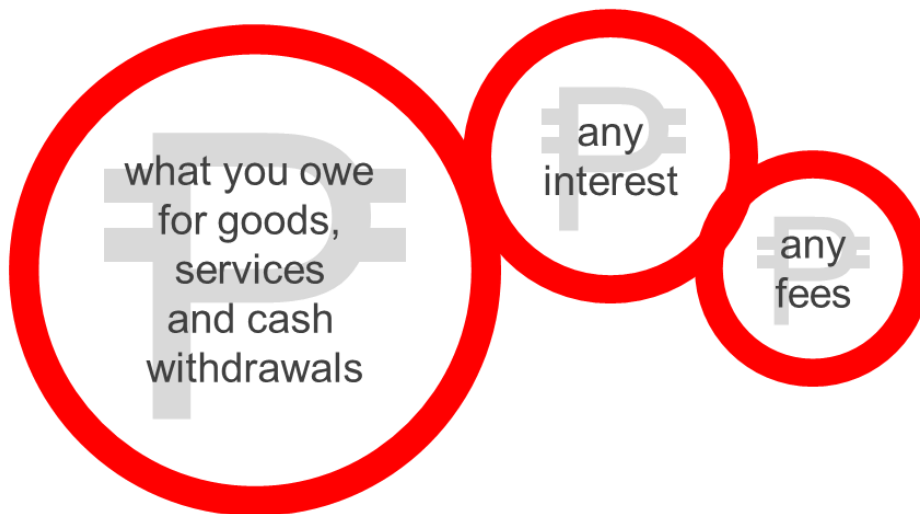 what you owe
for goods,
services
and cash
withdrawals
any
interest
any
fees